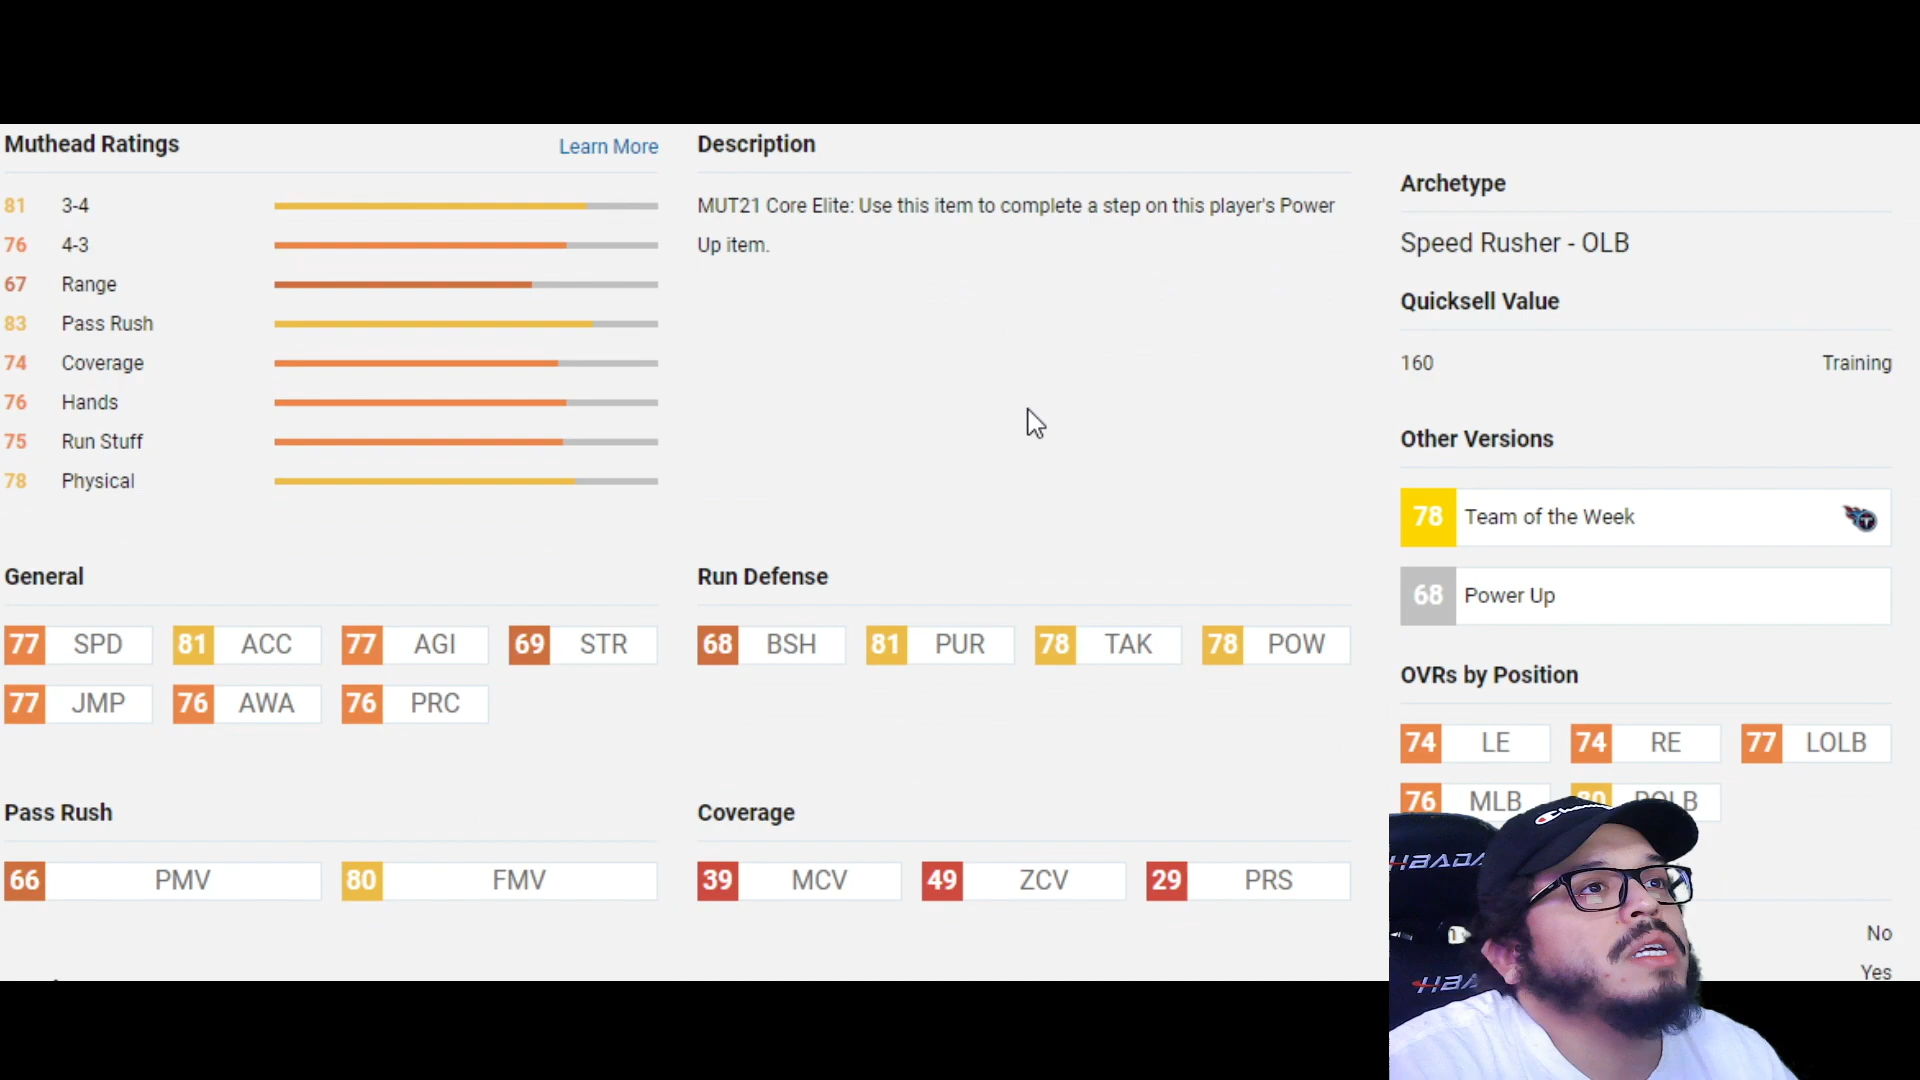 Muthead Ratings
Learn More
81 3-4
76 4-3
67 Range
83 Pass Rush
74 Coverage
76 Hands
75 Run Stuff
78 Physical
Description
MUT21 Core Elite: Use this item to complete a step on this player's Power
Up item.
Archetype
Speed Rusher - OLB
Quicksell Value
160 Training
Other Versions
78 Team of the Week
68 Power Up
OVRs by Position
74 LE 74 RE 77 LOLB
76 MLB 80 ROLB
General
77 SPD 81 ACC 77 AGI 69 STR
77 JMP 76 AWA 76 PRC
Run Defense
68 BSH 81 PUR 78 TAK 78 POW
Pass Rush
66 PMV 80 FMV
Coverage
39 MCV 49 ZCV 29 PRS
No
Yes
HBADA